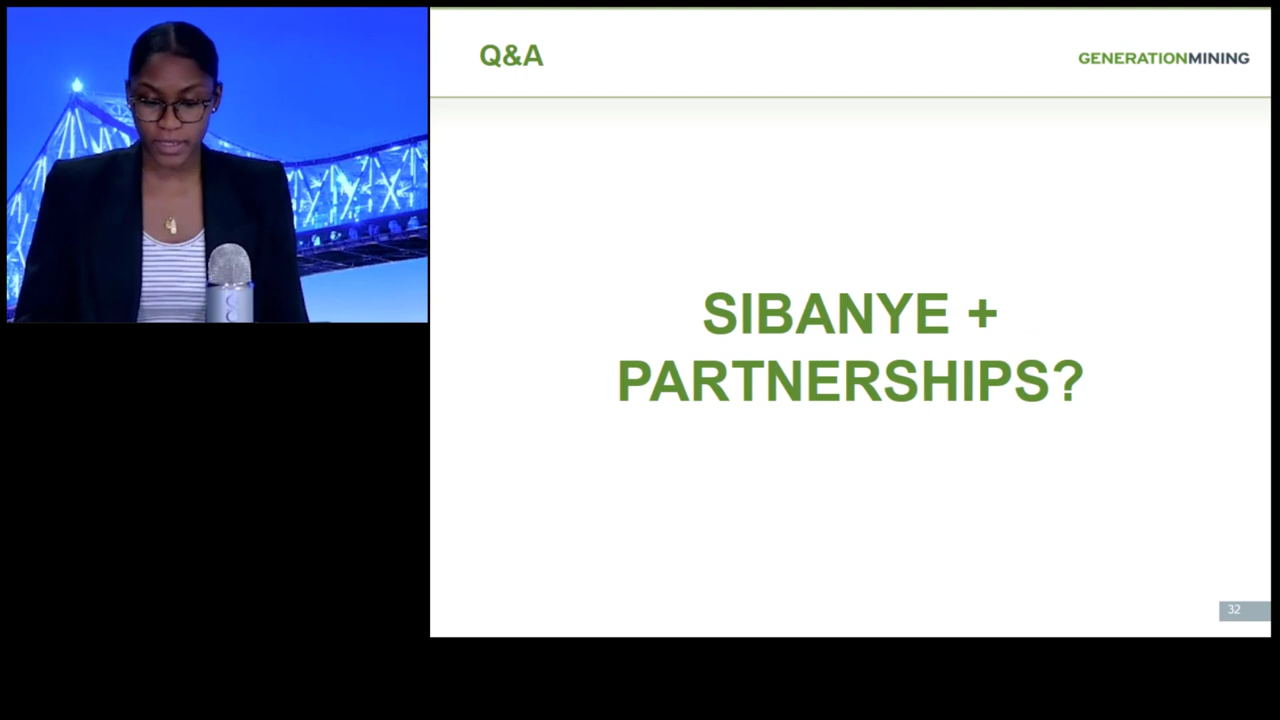 Q&A
GENERATIONMINING
SIBANYE +
PARTNERSHIPS?
32